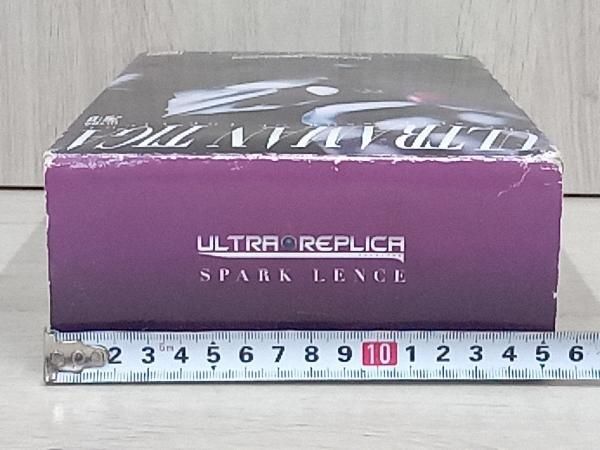 ULTRAMAN TIGA
ULTRA REPLICA
SPARK LENCE
2 3 6m 4 5 6 7 8 9 10 1 2 3 4 5 6